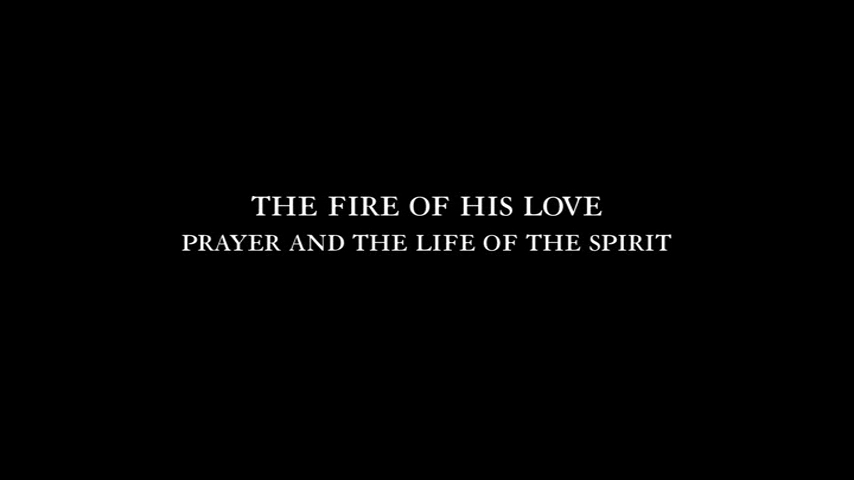 THE FIRE OF HIS LOVE
PRAYER AND THE LIFE OF THE SPIRIT